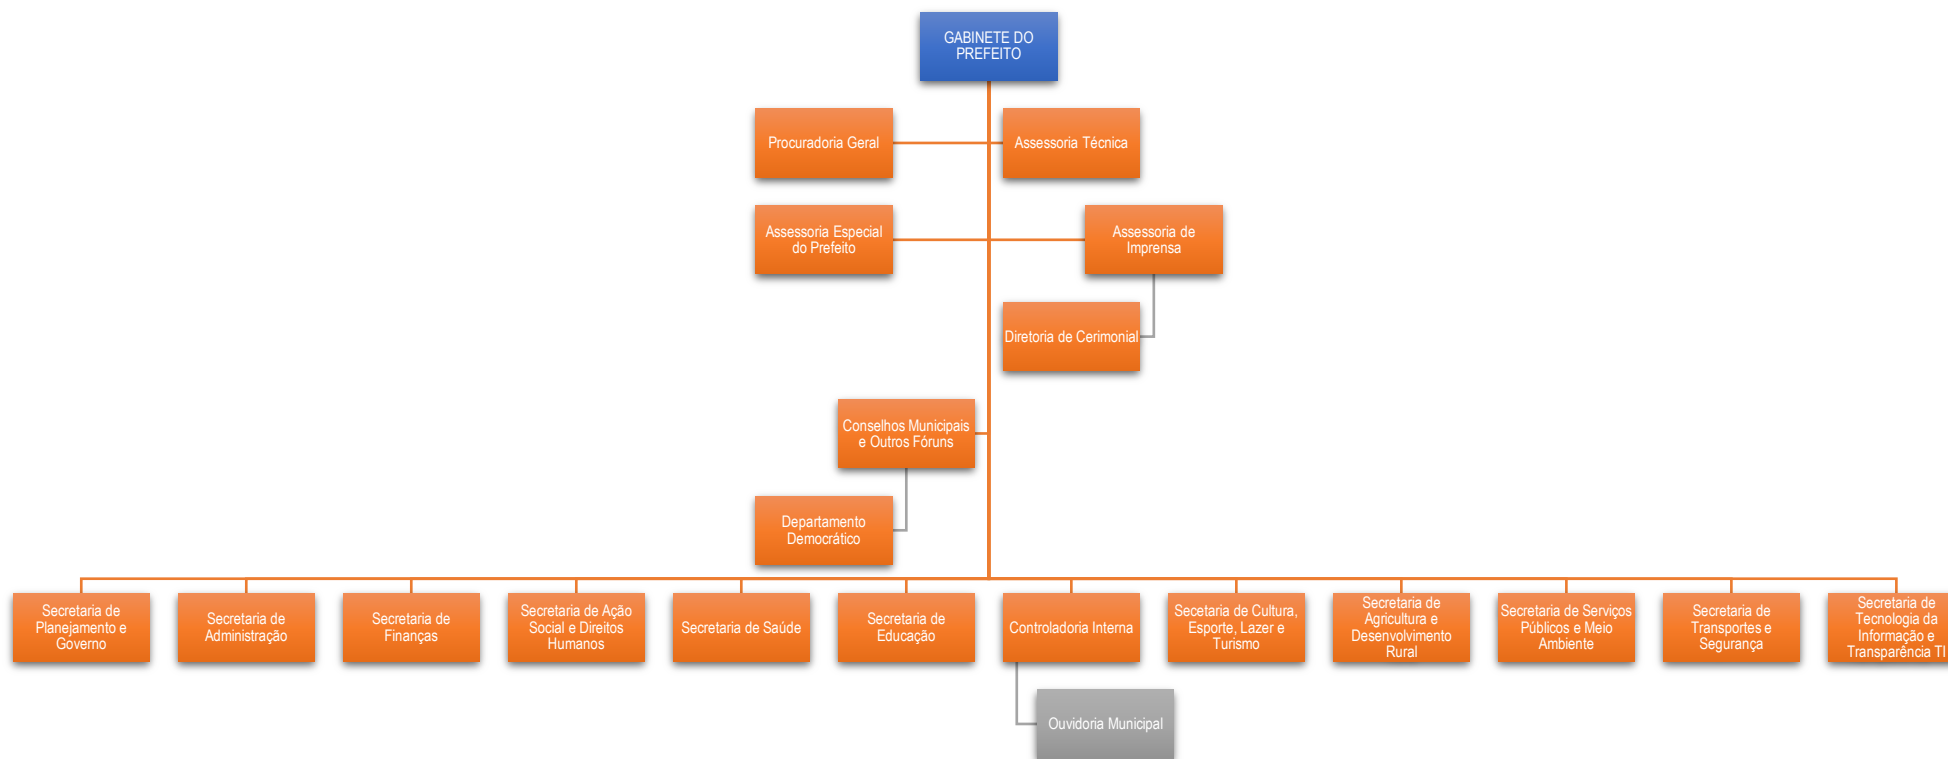 GABINETE DO
PREFEITO
Procuradoria Geral
Assessoria Técnica
Assessoria Especial
do Prefeito
Assessoria de
Imprensa
Diretoria de Cerimonial
Conselhos Municipais
e Outros Fóruns
Departamento
Democrático
Secretaria de
Planejamento e
Governo
Secretaria de
Administração
Secretaria de
Finanças
Secretaria de Ação
Social e Direitos
Humanos
Secretaria de Saúde
Secretaria de
Educação
Controladoria Interna
Secetaria de Cultura,
Esporte, Lazer e
Turismo
Secretaria de
Agricultura e
Desenvolvimento
Rural
Secretaria de Serviços
Públicos e Meio
Ambiente
Secretaria de
Transportes e
Segurança
Secretaria de
Tecnologia da
Informação e
Transparência TI
Ouvidoria Municipal